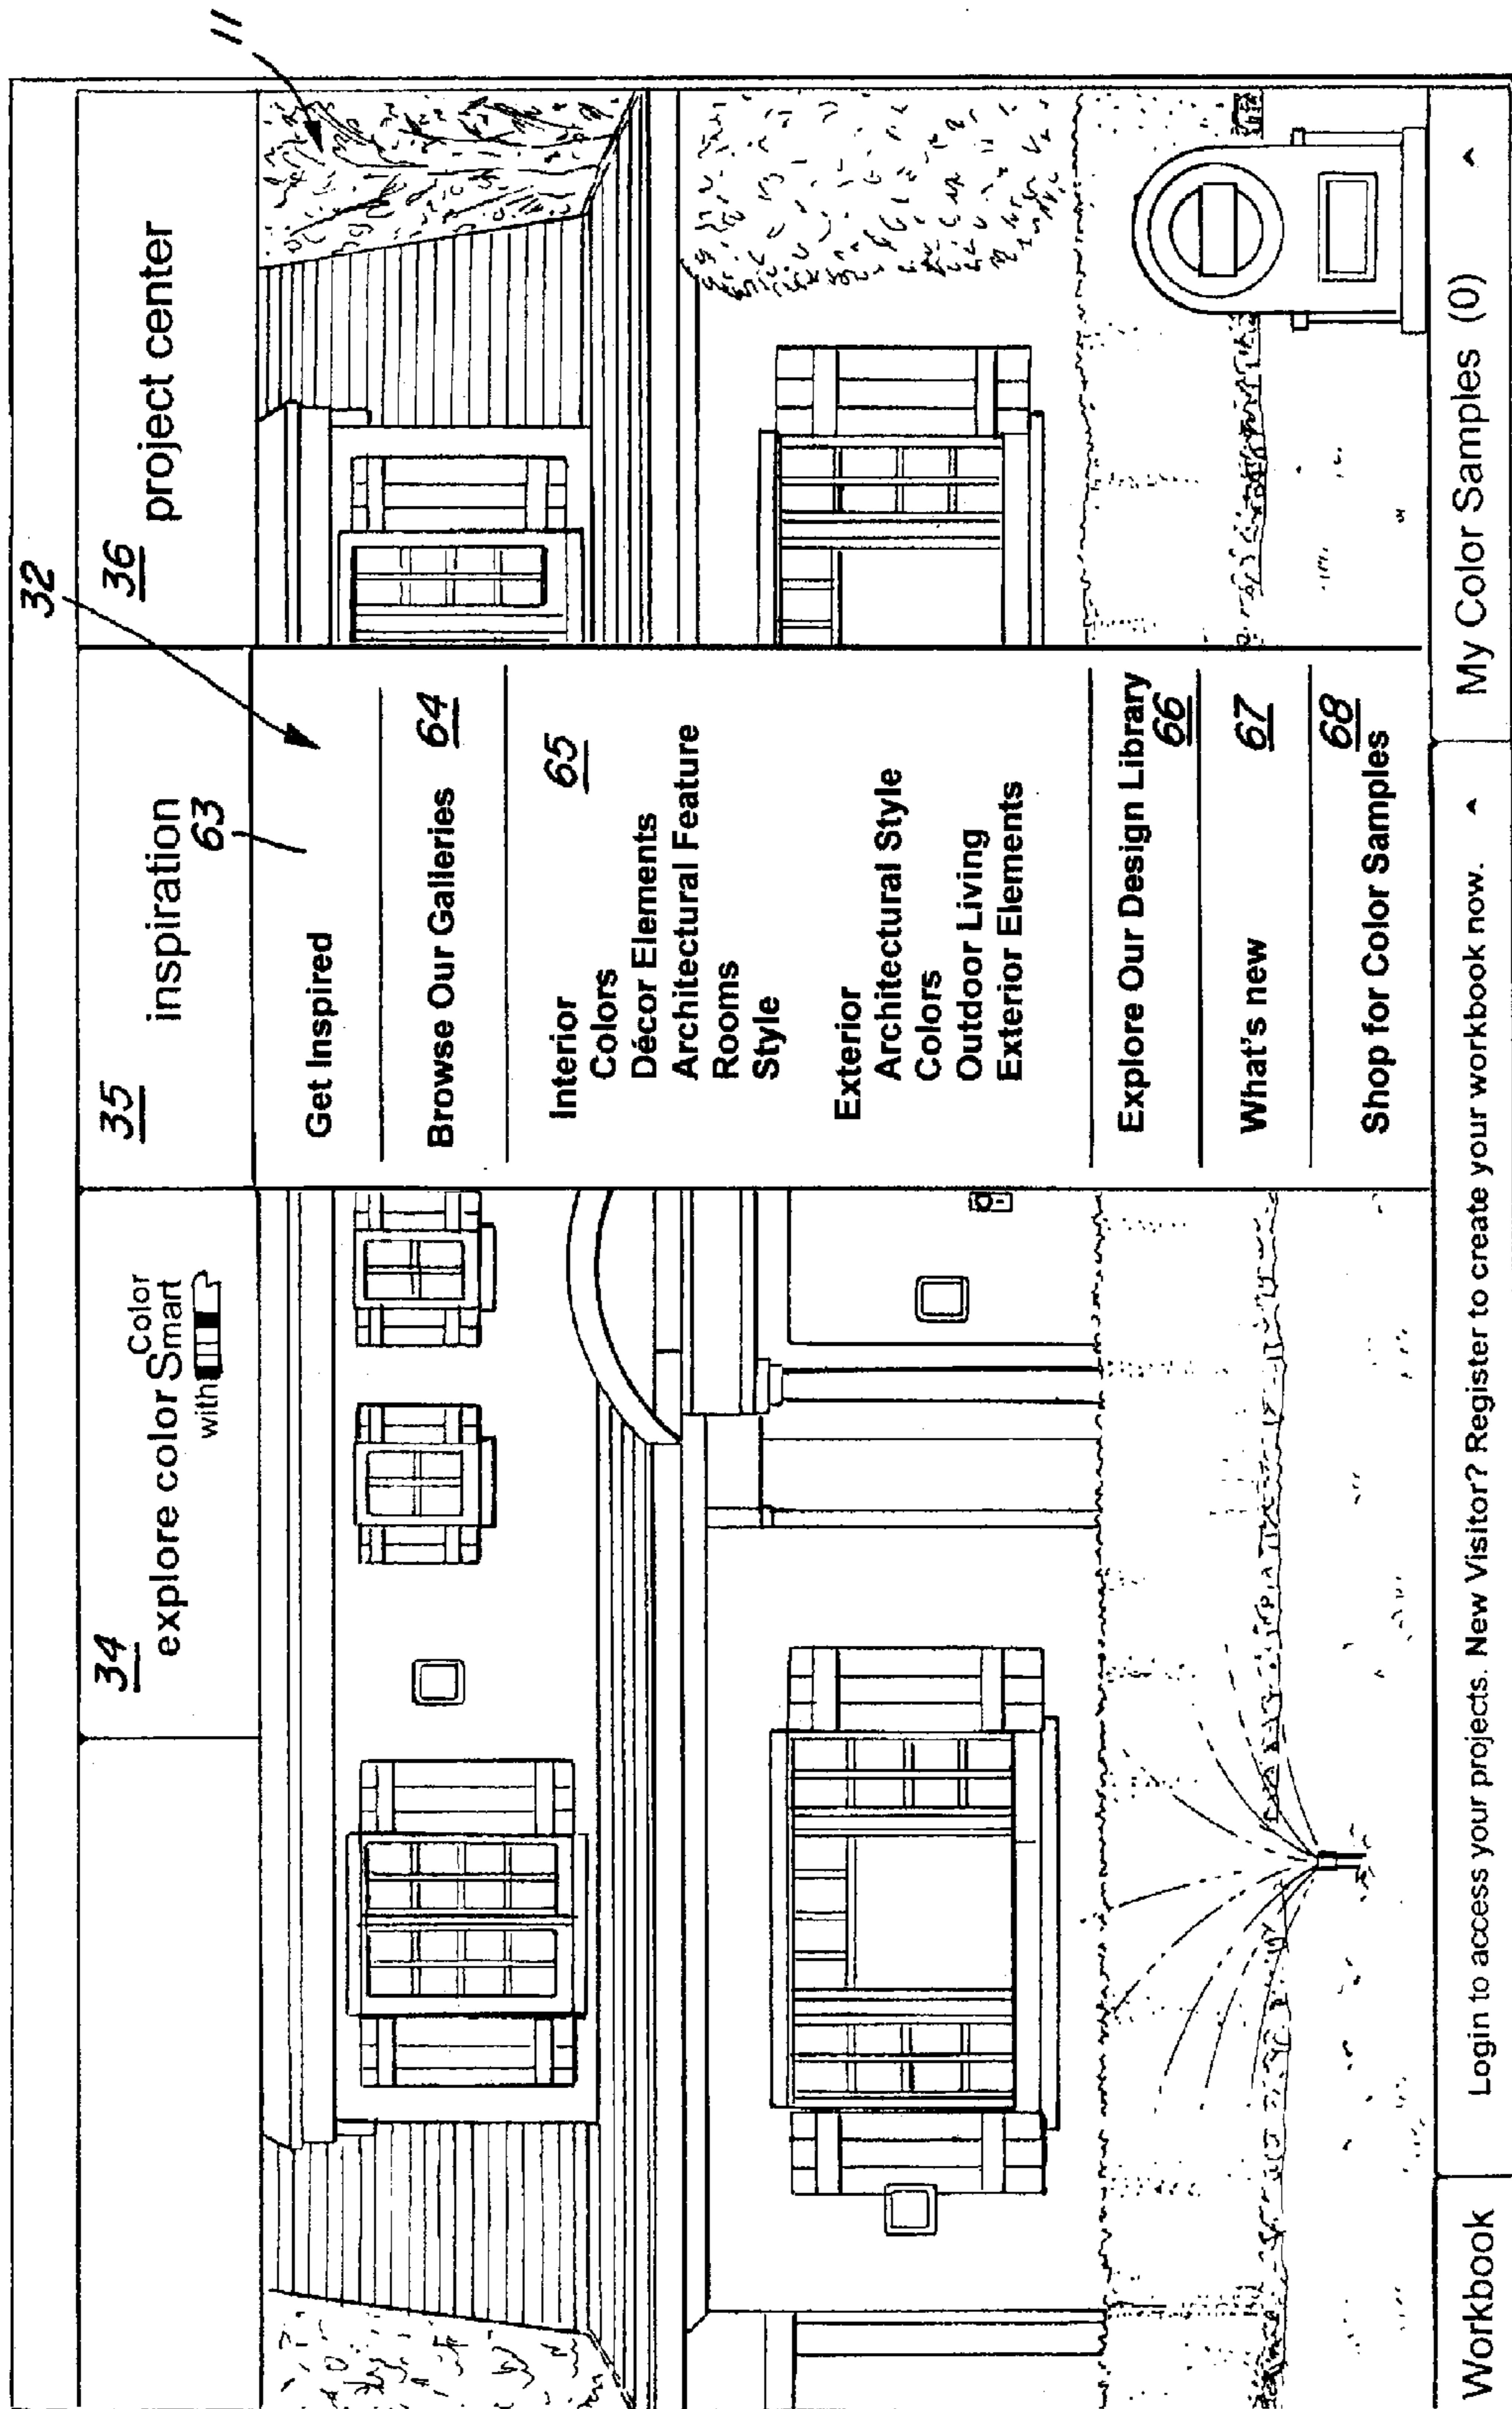 32
11
34
explore color
Color
Smart
with
35
inspiration
36
project center
63
Get Inspired
Browse Our Galleries 64
65
Interior
Colors
Décor Elements
Architectural Feature
Rooms
Style
Exterior
Architectural Style
Colors
Outdoor Living
Exterior Elements
Explore Our Design Library
66
What's new 67
68
Shop for Color Samples
Workbook Login to access your projects. New Visitor? Register to create your workbook now. ^ My Color Samples (0) ^